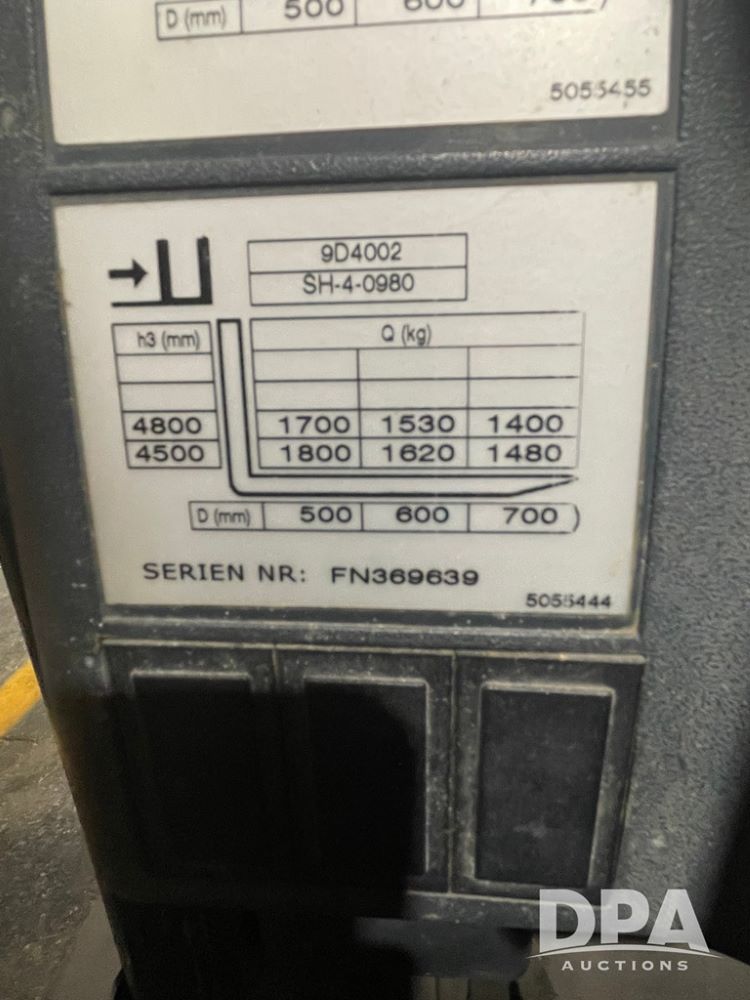 D (mm) 500 600 700)
5055455
9D4002
SH-4-0980
h3 (mm) Q (kg)
4800 1700 1530 1400
4500 1800 1620 1480
D (mm) 500 600 700)
SERIEN NR: FN369639
5055444
DPA
AUCTIONS